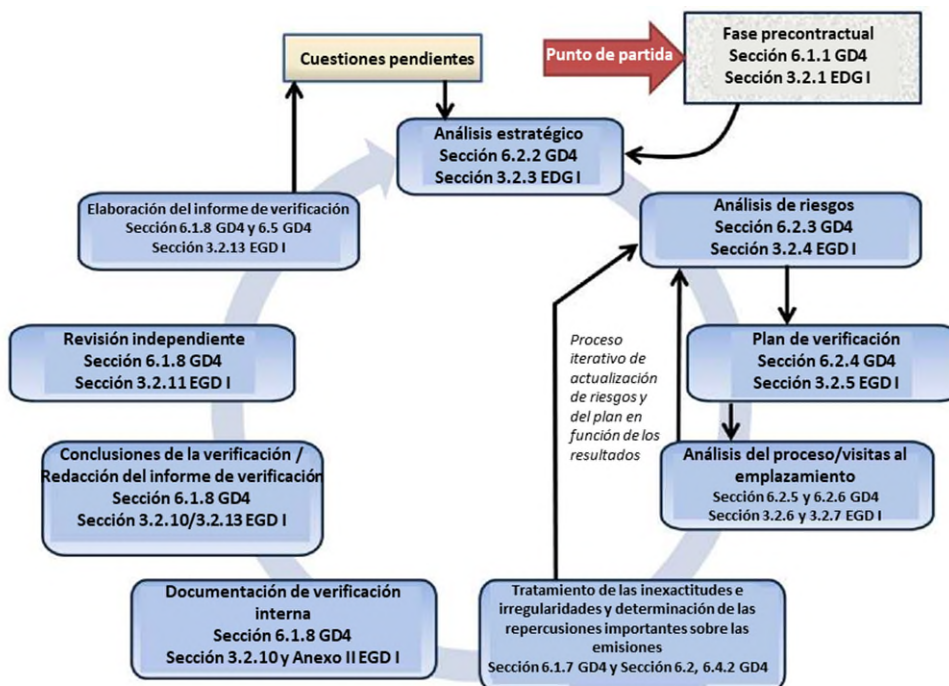 Punto de partida
Fase precontractual
Sección 6.1.1 GD4
Sección 3.2.1 EDG I
Cuestiones pendientes
Análisis estratégico
Sección 6.2.2 GD4
Sección 3.2.3 EDG I
Análisis de riesgos
Sección 6.2.3 GD4
Sección 3.2.4 EGD I
Plan de verificación
Sección 6.2.4 GD4
Sección 3.2.5 EGD I
Análisis del proceso/visitas al
emplazamiento
Sección 6.2.5 y 6.2.6 GD4
Sección 3.2.6 y 3.2.7 EGD I
Proceso
iterativo de
actualización
de riesgos y
del plan en
función de los
resultados
Tratamiento de las inexactitudes e
irregularidades y determinación de las
repercusiones importantes sobre las
emisiones
Sección 6.1.7 GD4 y Sección 6.2, 6.4.2 GD4
Documentación de verificación
interna
Sección 6.1.8 GD4
Sección 3.2.10 y Anexo II EGD I
Conclusiones de la verificación /
Redacción del informe de verificación
Sección 6.1.8 GD4
Sección 3.2.10/3.2.13 EGD I
Revisión independiente
Sección 6.1.8 GD4
Sección 3.2.11 EGD I
Elaboración del informe de verificación
Sección 6.1.8 GD4 y 6.5 GD4
Sección 3.2.13 EGD I